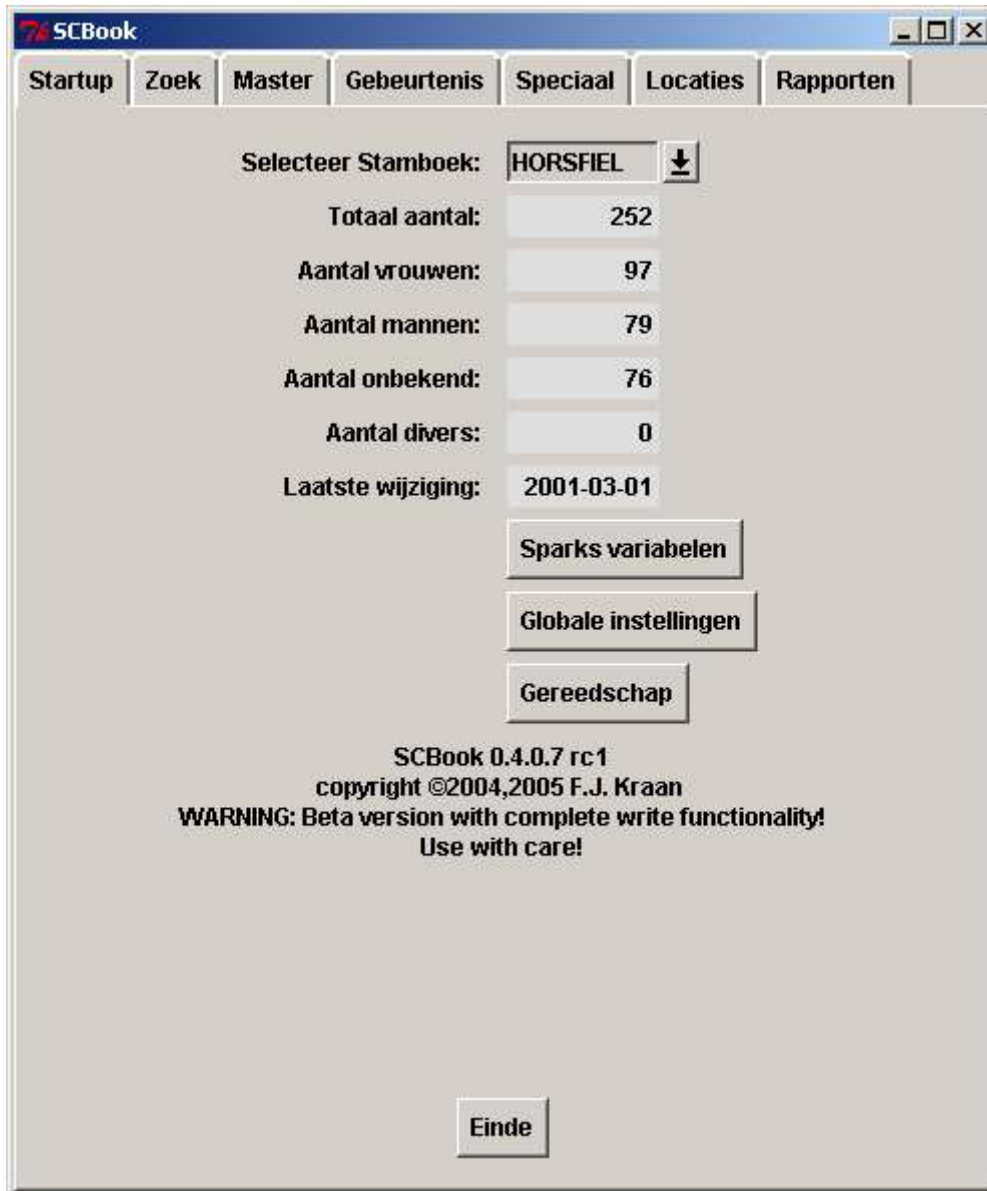 SCBook
Startup Zoek Master Gebeurtenis Speciaal Locaties Rapporten
Selecteer Stamboek: HORSFIEL
Totaal aantal: 252
Aantal vrouwen: 97
Aantal mannen: 79
Aantal onbekend: 76
Aantal divers: 0
Laatste wijziging: 2001-03-01
Sparks variabelen
Globale instellingen
Gereedschap
SCBook 0.4.0.7 rc1
copyright ©2004,2005 F.J. Kraan
WARNING: Beta version with complete write functionality!
Use with care!
Einde